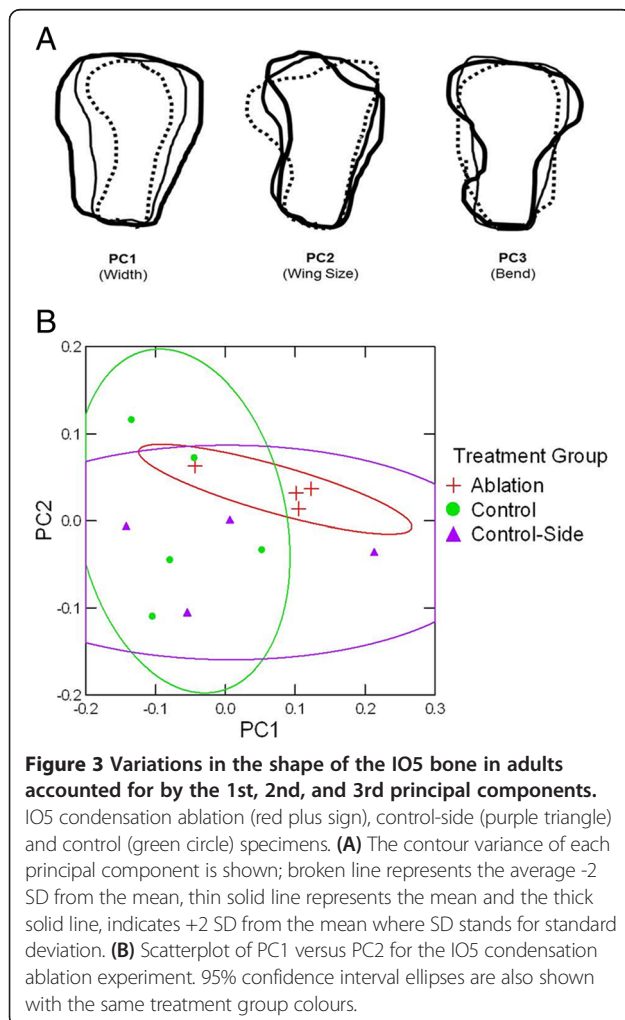 A
PC1
(Width)
PC2
(Wing Size)
PC3
(Bend)
B
0.2
0.1
0.0
-0.1
-0.2
PC2
-0.2
-0.1
0.0
0.1
0.2
0.3
PC1
Treatment Group
Ablation
Control
Control-Side
Figure 3 Variations in the shape of the IO5 bone in adults
accounted for by the 1st, 2nd, and 3rd principal components.
IO5 condensation ablation (red plus sign), control-side (purple triangle)
and control (green circle) specimens. (A) The contour variance of each
principal component is shown; broken line represents the average -2
SD from the mean, thin solid line represents the mean and the thick
solid line, indicates +2 SD from the mean where SD stands for standard
deviation. (B) Scatterplot of PC1 versus PC2 for the IO5 condensation
ablation experiment. 95% confidence interval ellipses are also shown
with the same treatment group colours.